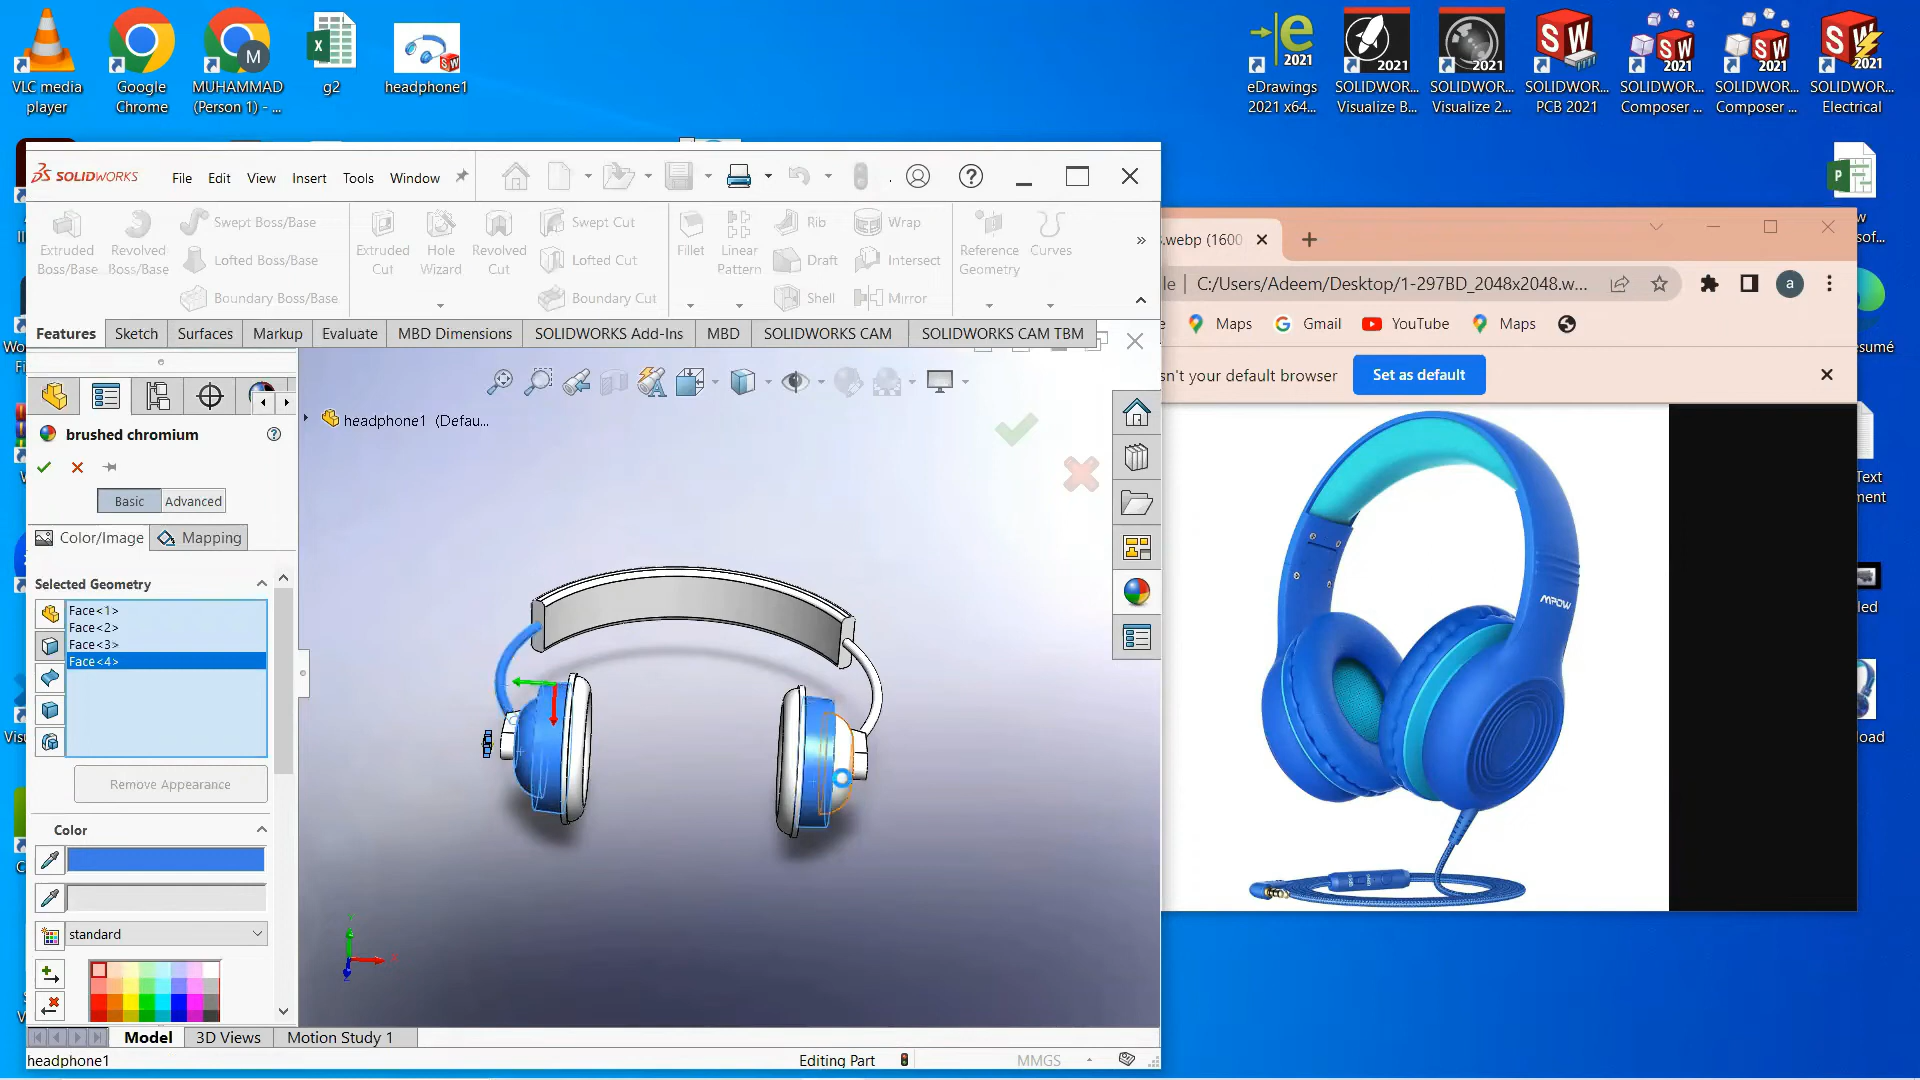 VLC media player
Google Chrome
MUHAMMAD (Person 1) - ...
g2
headphone1
eDrawings 2021 x64...
SOLIDWOR... Visualize B...
SOLIDWOR... Visualize 2...
SOLIDWOR... PCB 2021
SOLIDWOR... Composer ...
SOLIDWOR... Composer ...
SOLIDWOR... Electrical
SOLIDWORKS
File Edit View Insert Tools Window
Extruded Boss/Base
Revolved Boss/Base
Swept Boss/Base
Lofted Boss/Base
Boundary Boss/Base
Extruded Cut
Hole Wizard
Revolved Cut
Swept Cut
Lofted Cut
Boundary Cut
Fillet
Linear Pattern
Rib
Draft
Shell
Wrap
Intersect
Mirror
Reference Geometry
Curves
Features Sketch Surfaces Markup Evaluate MBD Dimensions SOLIDWORKS Add-Ins MBD SOLIDWORKS CAM SOLIDWORKS CAM TBM
headphone1 (Defau...
brushed chromium
Basic Advanced
Color/Image Mapping
Selected Geometry
Face<1>
Face<2>
Face<3>
Face<4>
Remove Appearance
Color
standard
Model 3D Views Motion Study 1
headphone1
Editing Part
MMGS
.webp (1600
C:/Users/Adeem/Desktop/1-297BD_2048x2048.w...
a
Maps Gmail YouTube Maps
sn't your default browser
Set as default
MPOW